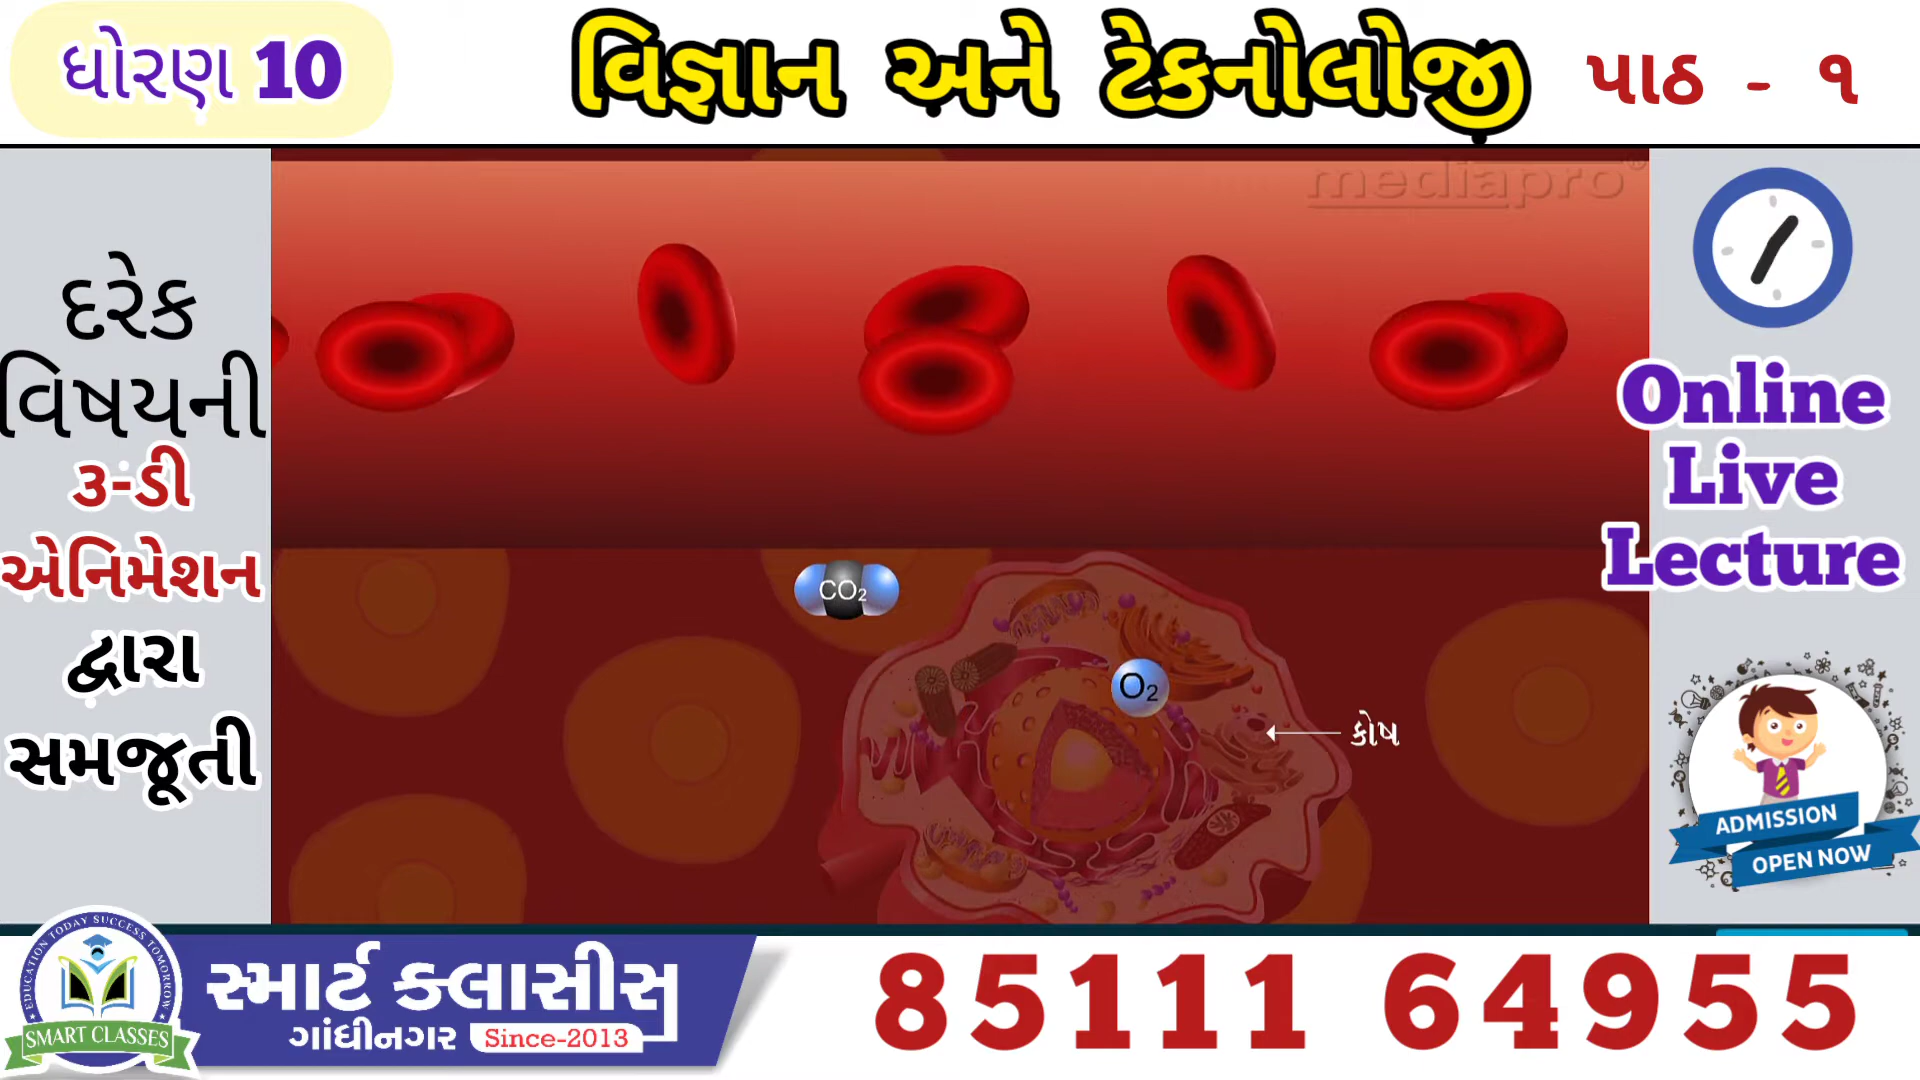 ધોરણ 10
વિજ્ઞાન અને ટેકનોલોજી
પાઠ - ૧
mediapro®
દરેક
વિષયની
૩-ડી
એનિમેશન
દ્વારા
સમજૂતી
CO₂
O₂
કોષ
Online
Live
Lecture
ADMISSION
OPEN NOW
EDUCATION TODAY SUCCESS TOMORROW
SMART CLASSES
સ્માર્ટ ક્લાસીસ
ગાંધીનગર Since-2013
85111 64955